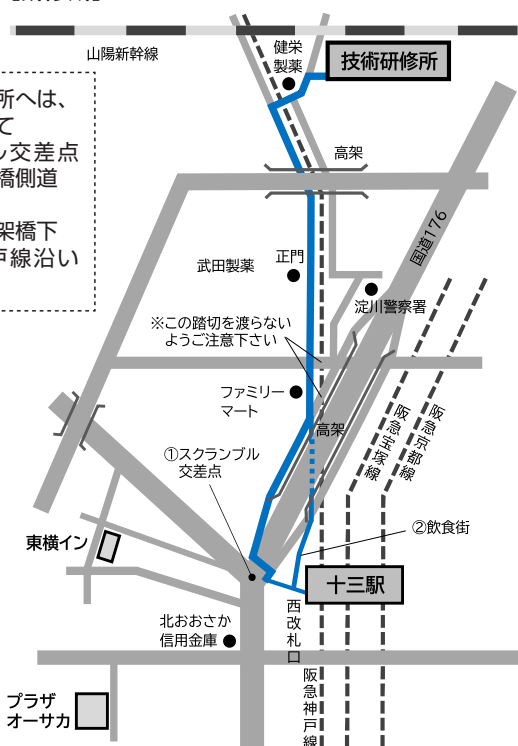 山陽新幹線
健栄
製薬
技術研修所
所へは、
て
ル交差点
橋側道
架橋下
戸線沿い
高架
国道176
武田製薬
正門
淀川警察署
※この踏切を渡らない
ようご注意下さい
ファミリー
マート
高架
阪急宝塚線
阪急京都線
①スクランブル
交差点
②飲食街
東横イン
十三駅
西改札口
北おおさか
信用金庫
阪急神戸線
プラザ
オーサカ